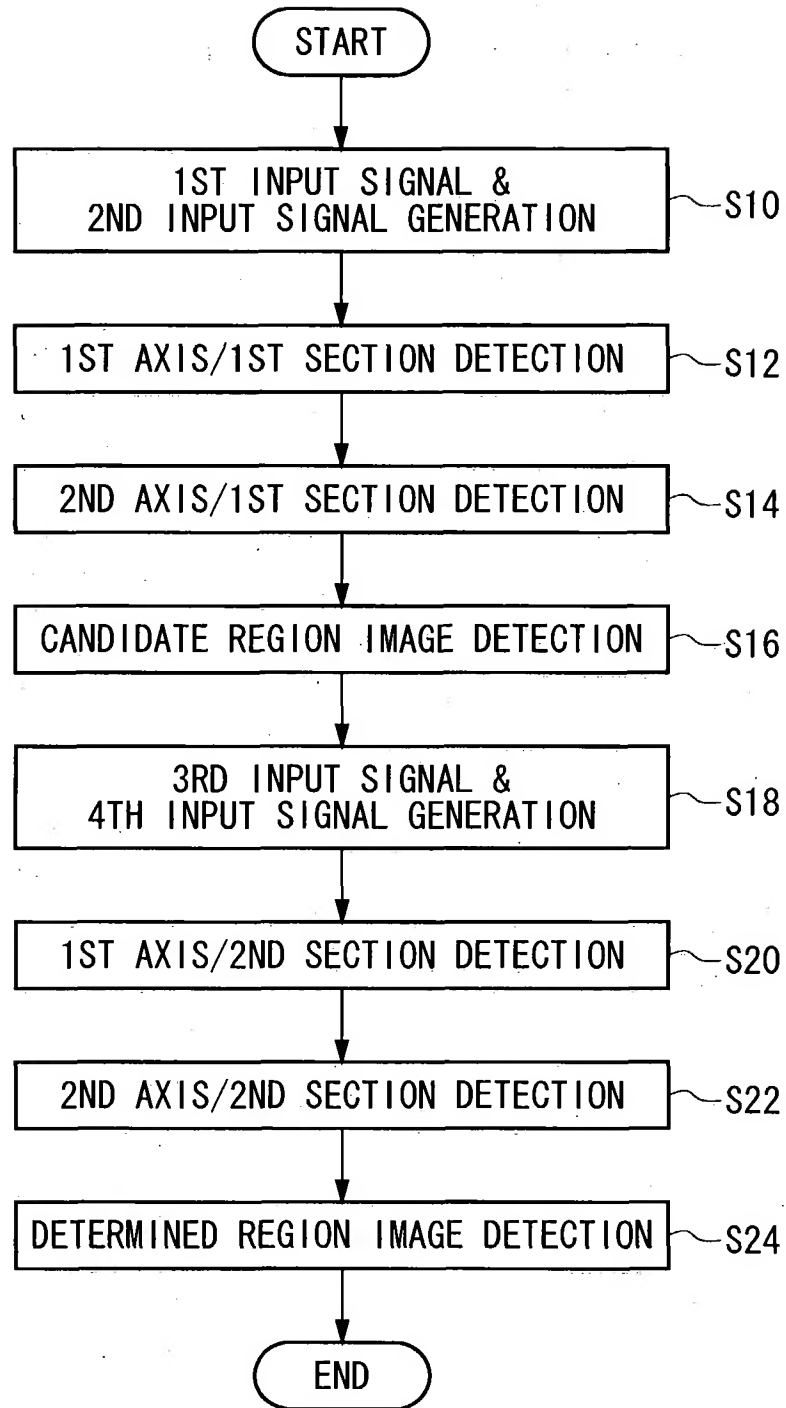 START
1ST INPUT SIGNAL &
2ND INPUT SIGNAL GENERATION
S10
1ST AXIS/1ST SECTION DETECTION
S12
2ND AXIS/1ST SECTION DETECTION
S14
CANDIDATE REGION IMAGE DETECTION
S16
3RD INPUT SIGNAL &
4TH INPUT SIGNAL GENERATION
S18
1ST AXIS/2ND SECTION DETECTION
S20
2ND AXIS/2ND SECTION DETECTION
S22
DETERMINED REGION IMAGE DETECTION
S24
END